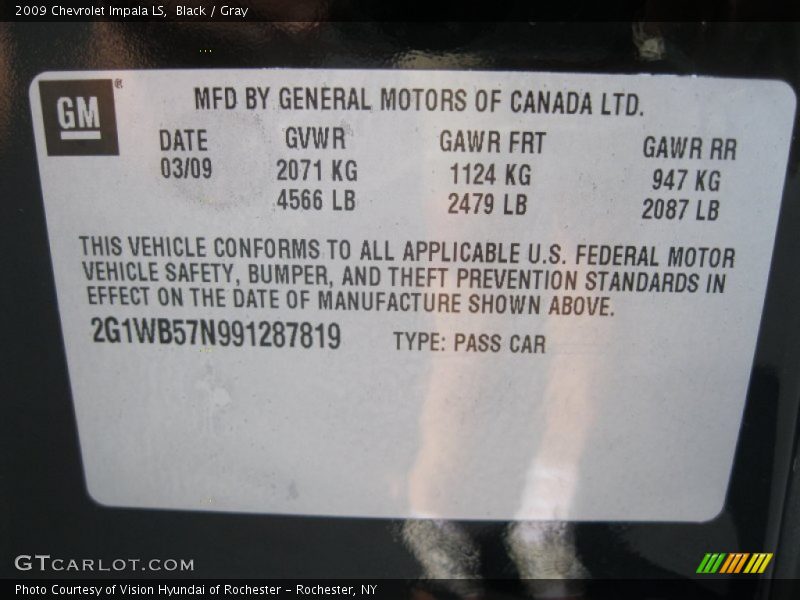 2009 Chevrolet Impala LS, Black / Gray
GM®
MFD BY GENERAL MOTORS OF CANADA LTD.
DATE GVWR GAWR FRT GAWR RR
03/09 2071 KG 1124 KG 947 KG
4566 LB 2479 LB 2087 LB
THIS VEHICLE CONFORMS TO ALL APPLICABLE U.S. FEDERAL MOTOR
VEHICLE SAFETY, BUMPER, AND THEFT PREVENTION STANDARDS IN
EFFECT ON THE DATE OF MANUFACTURE SHOWN ABOVE.
2G1WB57N991287819 TYPE: PASS CAR
GTCARLOT.COM
Photo Courtesy of Vision Hyundai of Rochester – Rochester, NY